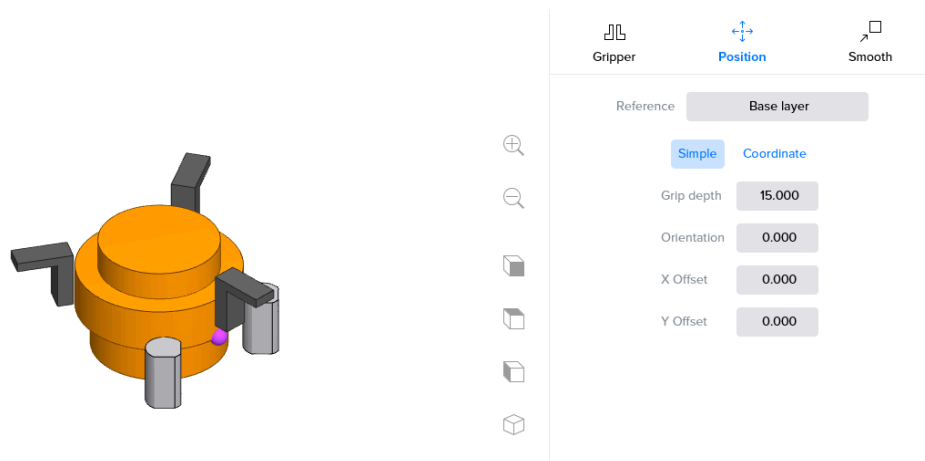 Gripper
Position
Smooth
Reference
Base layer
Simple
Coordinate
Grip depth
15.000
Orientation
0.000
X Offset
0.000
Y Offset
0.000